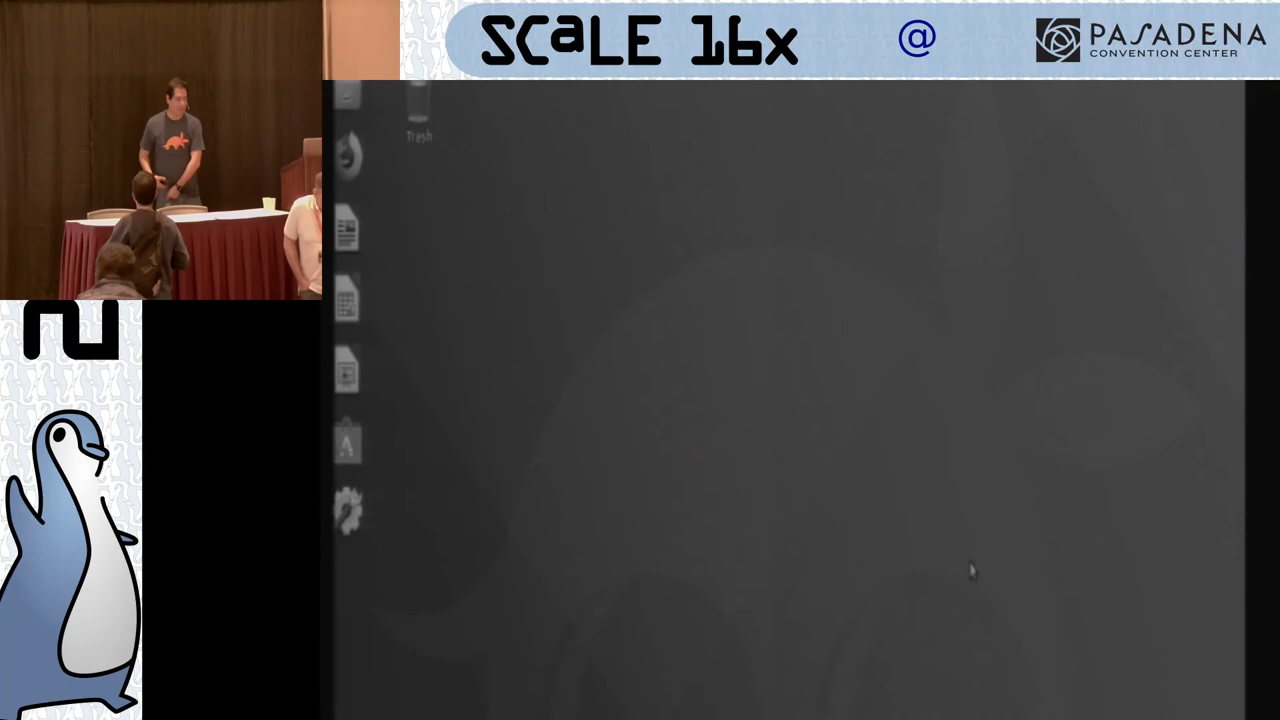 SCaLE 16x
@
PASADENA
CONVENTION CENTER
Trash
A